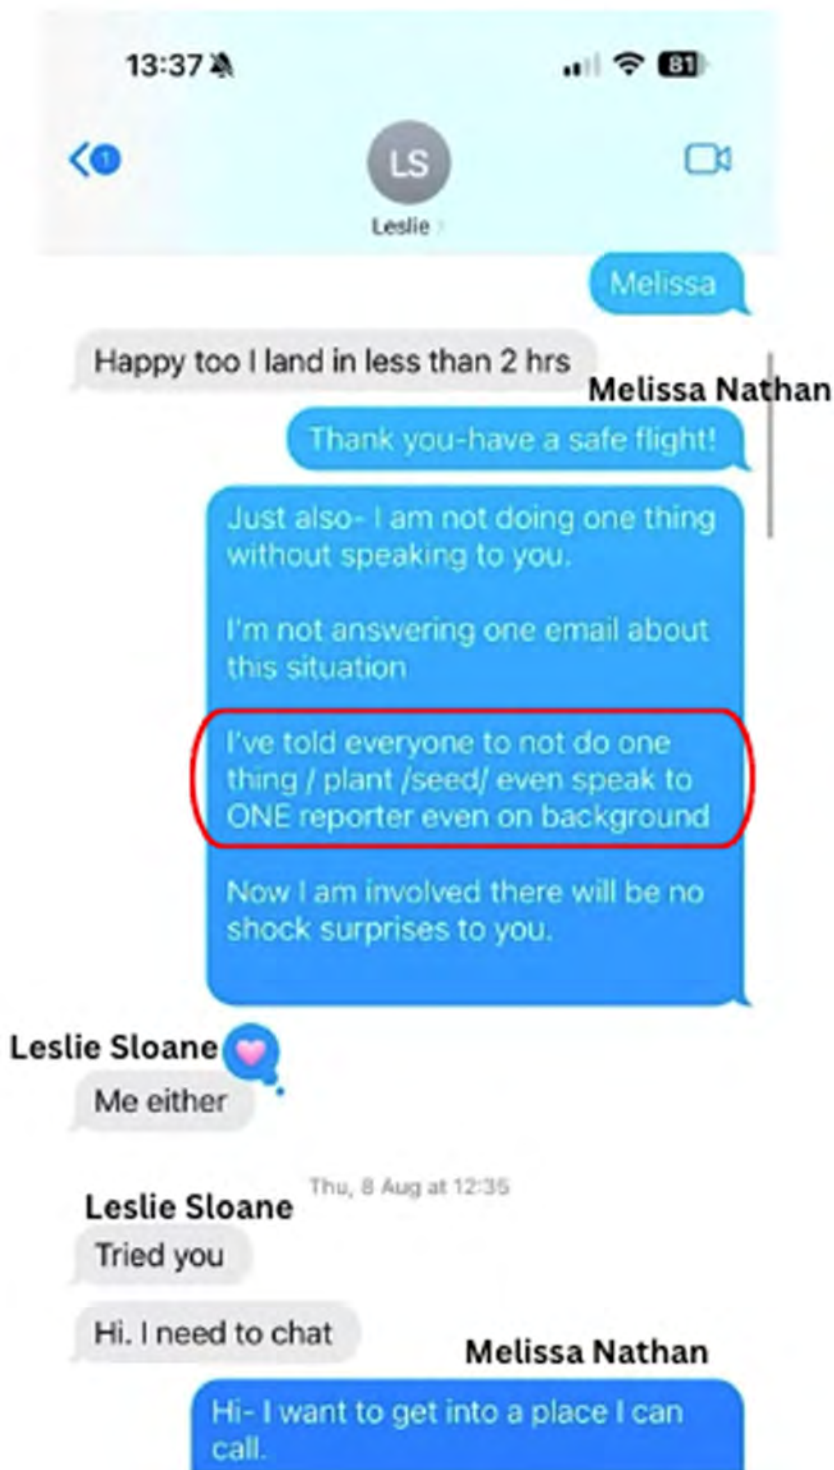 13:37
81
1
LS
Leslie
Melissa
Happy too I land in less than 2 hrs
Melissa Nathan
Thank you-have a safe flight!
Just also- I am not doing one thing
without speaking to you.
I'm not answering one email about
this situation
I've told everyone to not do one
thing / plant /seed/ even speak to
ONE reporter even on background
Now I am involved there will be no
shock surprises to you.
Leslie Sloane
Me either
Thu, 8 Aug at 12:35
Leslie Sloane
Tried you
Hi. I need to chat
Melissa Nathan
Hi- I want to get into a place I can
call.